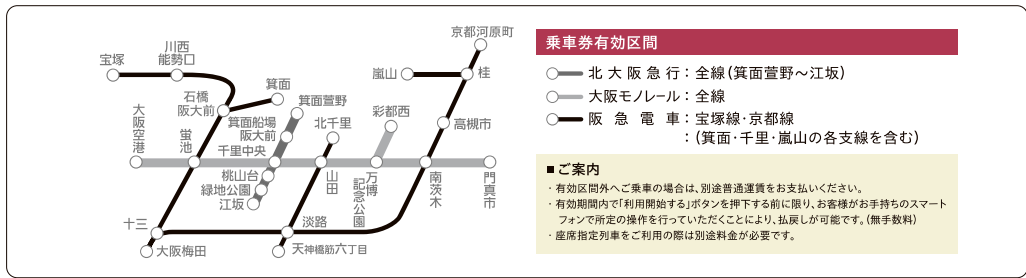 京都河原町
川西
能勢口
宝塚
嵐山
桂
箕面
石橋
阪大前
箕面萱野
大阪空港
蛍池
箕面船場
阪大前
北千里
彩都西
高槻市
千里中央
桃山台
緑地公園
江坂
山田
万博記念公園
南茨木
門真市
十三
淡路
大阪梅田
天神橋筋六丁目
乗車券有効区間
北大阪急行：全線(箕面萱野～江坂)
大阪モノレール：全線
阪急電車：宝塚線・京都線
：(箕面・千里・嵐山の各支線を含む)
■ご案内
・有効区間外へご乗車の場合は、別途普通運賃をお支払いください。
・有効期間内で「利用開始する」ボタンを押下する前に限り、お客様がお手持ちのスマート
フォンで所定の操作を行っていただくことにより、払戻しが可能です。(無手数料)
・座席指定列車をご利用の際は別途料金が必要です。